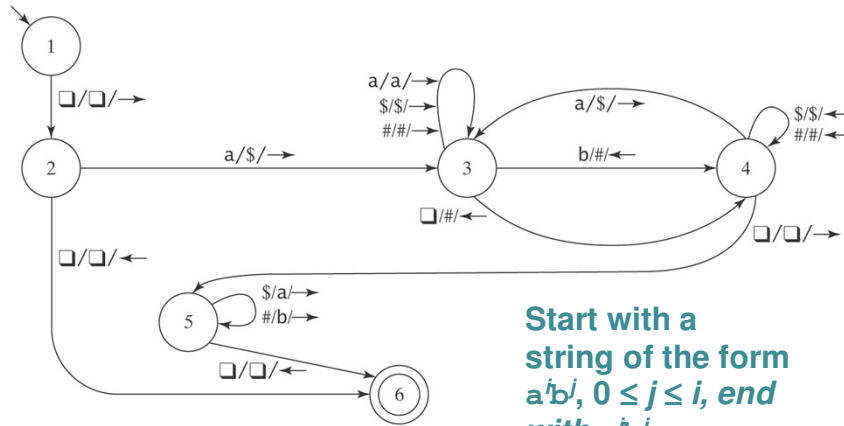 1
❑/❑/→
a/a/→
$/$/→
#/#/→
a/$/→
$/$/←
#/#/←
2
a/$/→
3
b/#/←
4
❑/#/←
❑/❑/→
❑/❑/←
5
$/a/→
#/b/→
❑/❑/←
6
Start with a
string of the form
aⁱbʲ, 0 ≤ j ≤ i, end